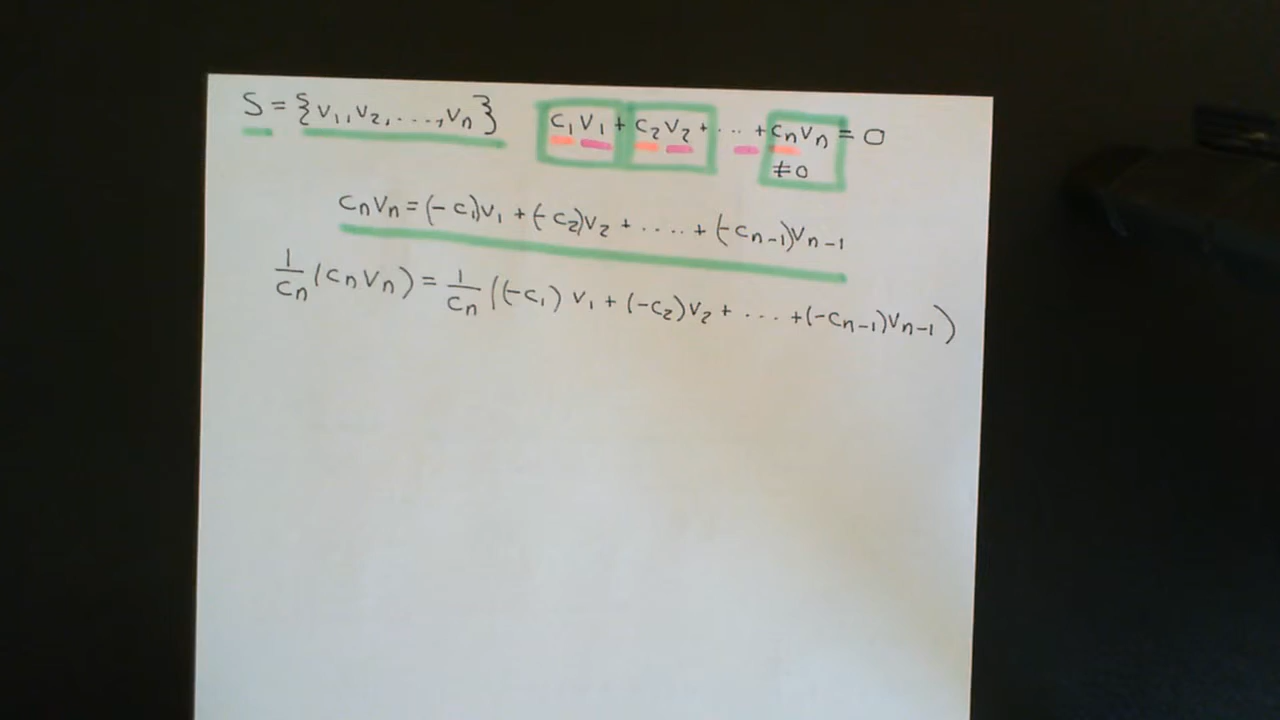 S = {v₁, v₂, ...., vₙ} c₁v₁ + c₂v₂ + ... + cₙvₙ = 0
≠0
cₙvₙ = (-c₁)v₁ + (-c₂)v₂ + ..... + (-cₙ₋₁)vₙ₋₁
1/cₙ (cₙvₙ) = 1/cₙ ((-c₁)v₁ + (-c₂)v₂ + .... + (-cₙ₋₁)vₙ₋₁)